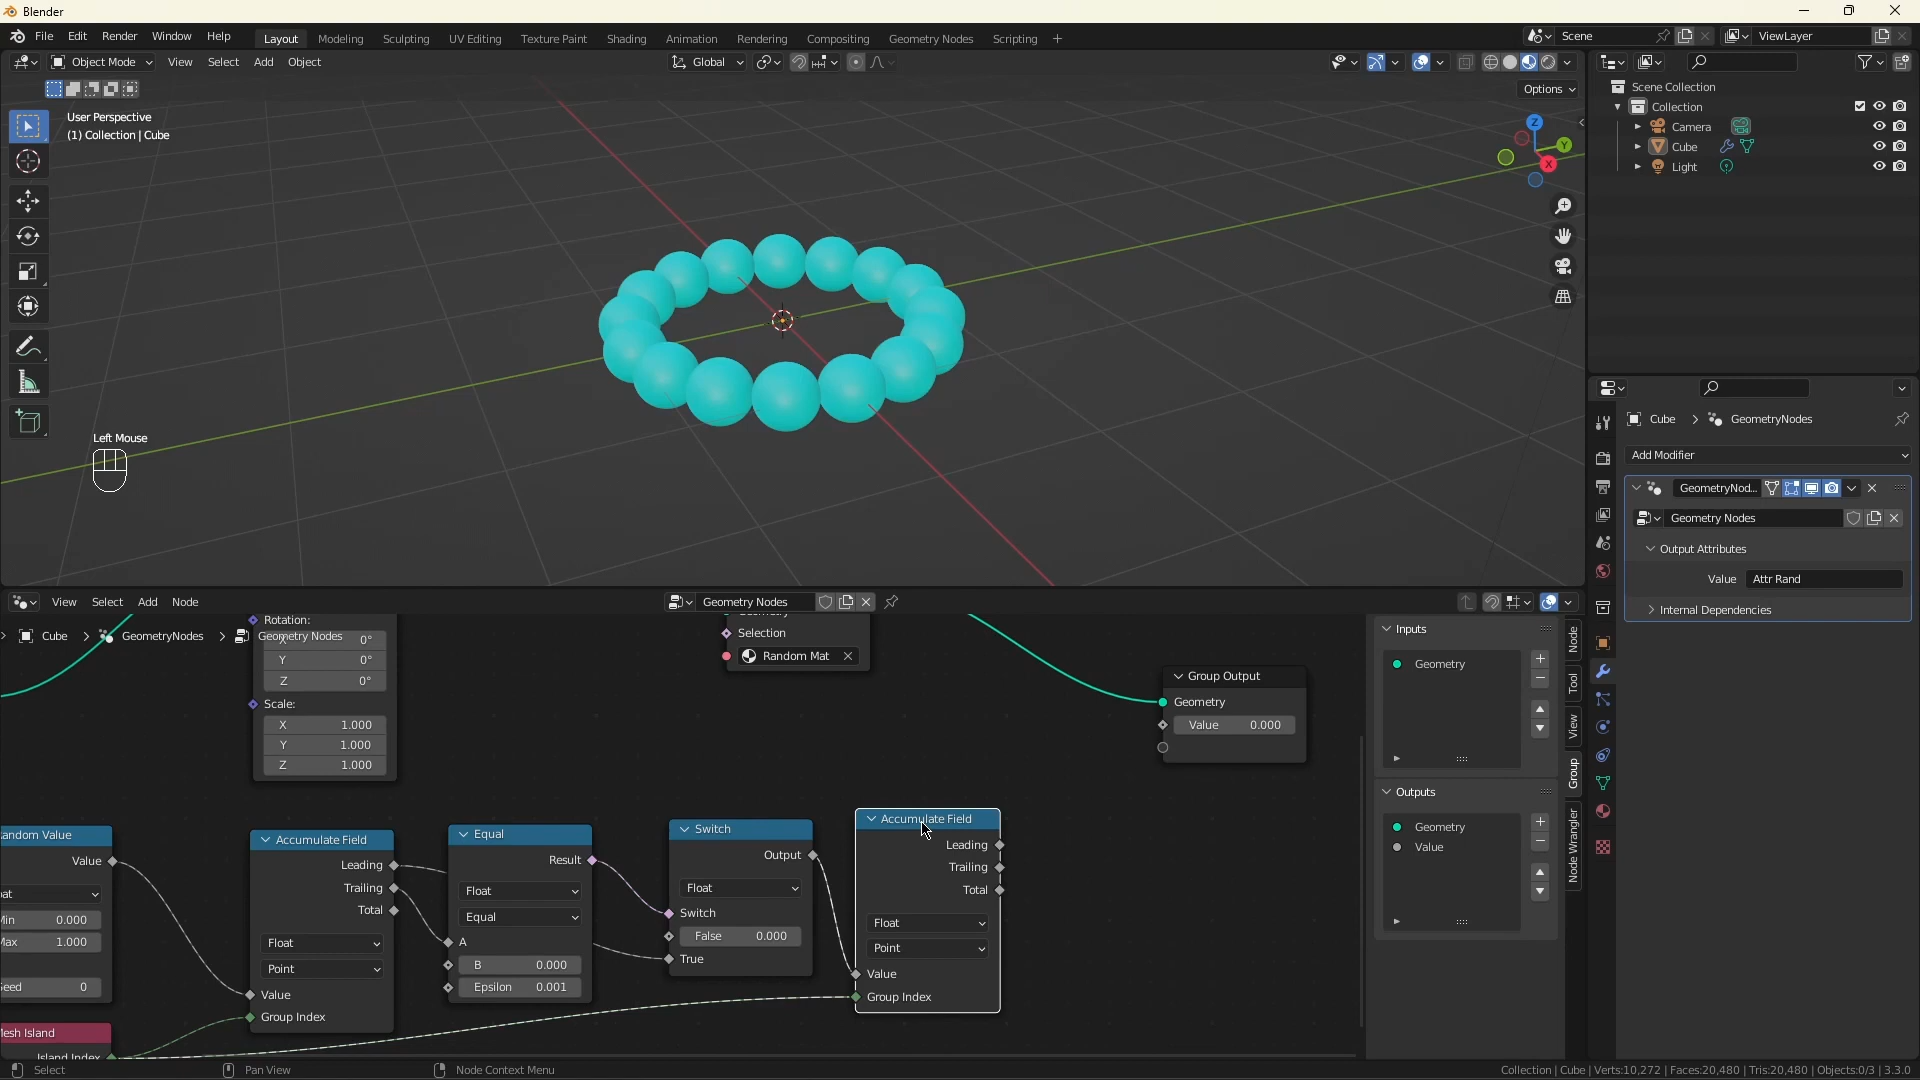 Blender
File Edit Render Window Help
Layout Modeling Sculpting UV Editing Texture Paint Shading Animation Rendering Compositing Geometry Nodes Scripting +
Scene
ViewLayer
Object Mode View Select Add Object
Global
Options
User Perspective
(1) Collection | Cube
Z
Y
X
Left Mouse
Scene Collection
Collection
Camera
Cube
Light
Cube > GeometryNodes
Add Modifier
GeometryNod...
Geometry Nodes
Output Attributes
Value Attr Rand
Internal Dependencies
View Select Add Node
Geometry Nodes
Cube > GeometryNodes > Geometry Nodes
Rotation:
X 0°
Y 0°
Z 0°
Scale:
X 1.000
Y 1.000
Z 1.000
Selection
Random Mat
Group Output
Geometry
Value 0.000
andom Value
Value
at
Min 0.000
Max 1.000
Seed 0
Mesh Island
Island Index
Accumulate Field
Leading
Trailing
Total
Float
Point
Value
Group Index
Equal
Result
Float
Equal
A
B 0.000
Epsilon 0.001
Switch
Output
Float
Switch
False 0.000
True
Accumulate Field
Leading
Trailing
Total
Float
Point
Value
Group Index
Inputs
Geometry
Outputs
Geometry
Value
Node
Tool
View
Group
Node Wrangler
Select
Pan View
Node Context Menu
Collection | Cube | Verts:10,272 | Faces:20,480 | Tris:20,480 | Objects:0/3 | 3.3.0